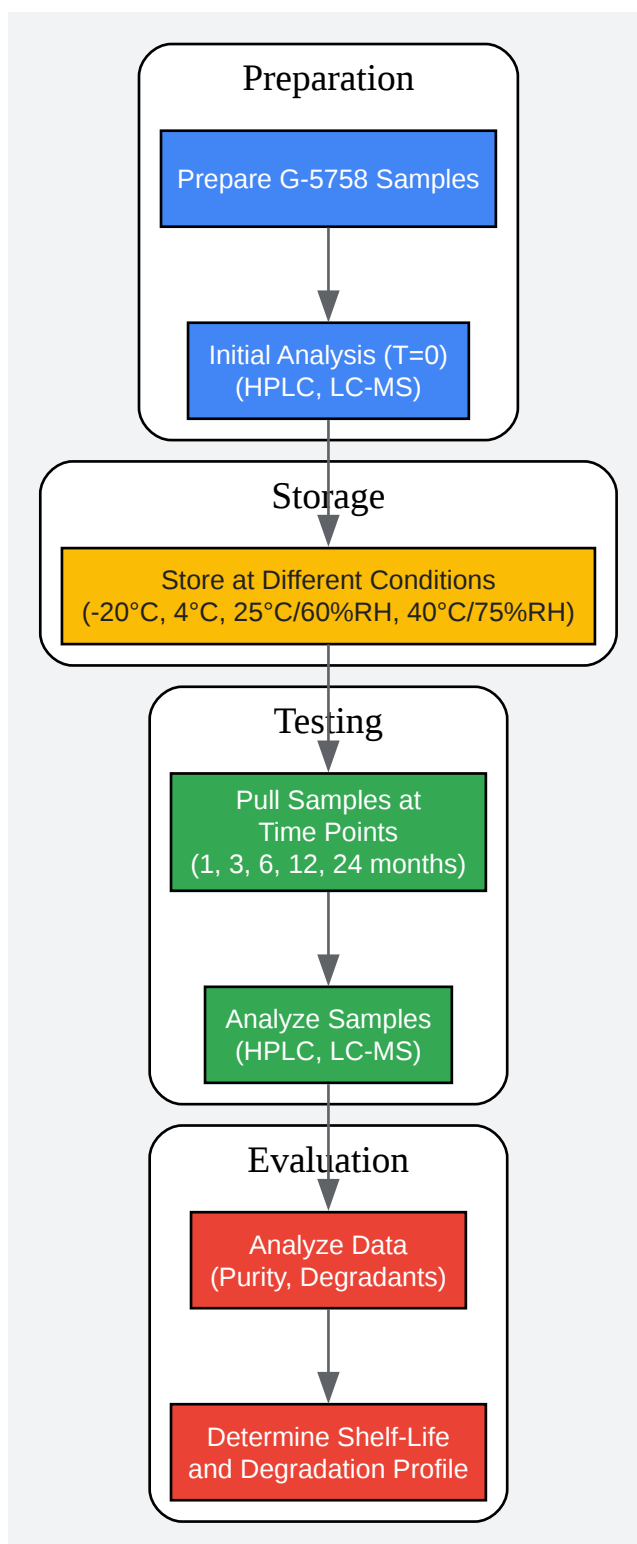 Preparation
Prepare G-5758 Samples
Initial Analysis (T=0)
(HPLC, LC-MS)
Storage
Store at Different Conditions
(-20°C, 4°C, 25°C/60%RH, 40°C/75%RH)
Testing
Pull Samples at
Time Points
(1, 3, 6, 12, 24 months)
Analyze Samples
(HPLC, LC-MS)
Evaluation
Analyze Data
(Purity, Degradants)
Determine Shelf-Life
and Degradation Profile